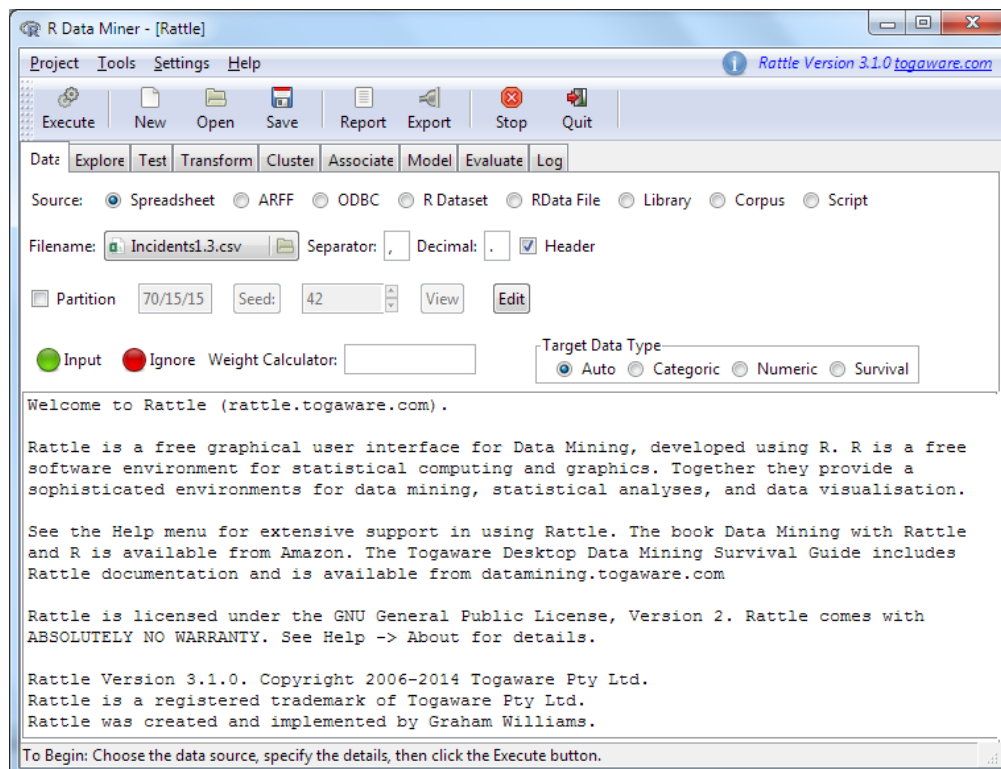 R Data Miner - [Rattle]
Project Tools Settings Help
Rattle Version 3.1.0 togaware.com
Execute New Open Save Report Export Stop Quit
Data Explore Test Transform Cluster Associate Model Evaluate Log
Source: Spreadsheet ARFF ODBC R Dataset RData File Library Corpus Script
Filename: Incidents1.3.csv Separator: , Decimal: . Header
Partition 70/15/15 Seed: 42 View Edit
Target Data Type
Input Ignore Weight Calculator: Auto Categoric Numeric Survival
Welcome to Rattle (rattle.togaware.com).
Rattle is a free graphical user interface for Data Mining, developed using R. R is a free
software environment for statistical computing and graphics. Together they provide a
sophisticated environments for data mining, statistical analyses, and data visualisation.
See the Help menu for extensive support in using Rattle. The book Data Mining with Rattle
and R is available from Amazon. The Togaware Desktop Data Mining Survival Guide includes
Rattle documentation and is available from datamining.togaware.com
Rattle is licensed under the GNU General Public License, Version 2. Rattle comes with
ABSOLUTELY NO WARRANTY. See Help -> About for details.
Rattle Version 3.1.0. Copyright 2006-2014 Togaware Pty Ltd.
Rattle is a registered trademark of Togaware Pty Ltd.
Rattle was created and implemented by Graham Williams.
To Begin: Choose the data source, specify the details, then click the Execute button.